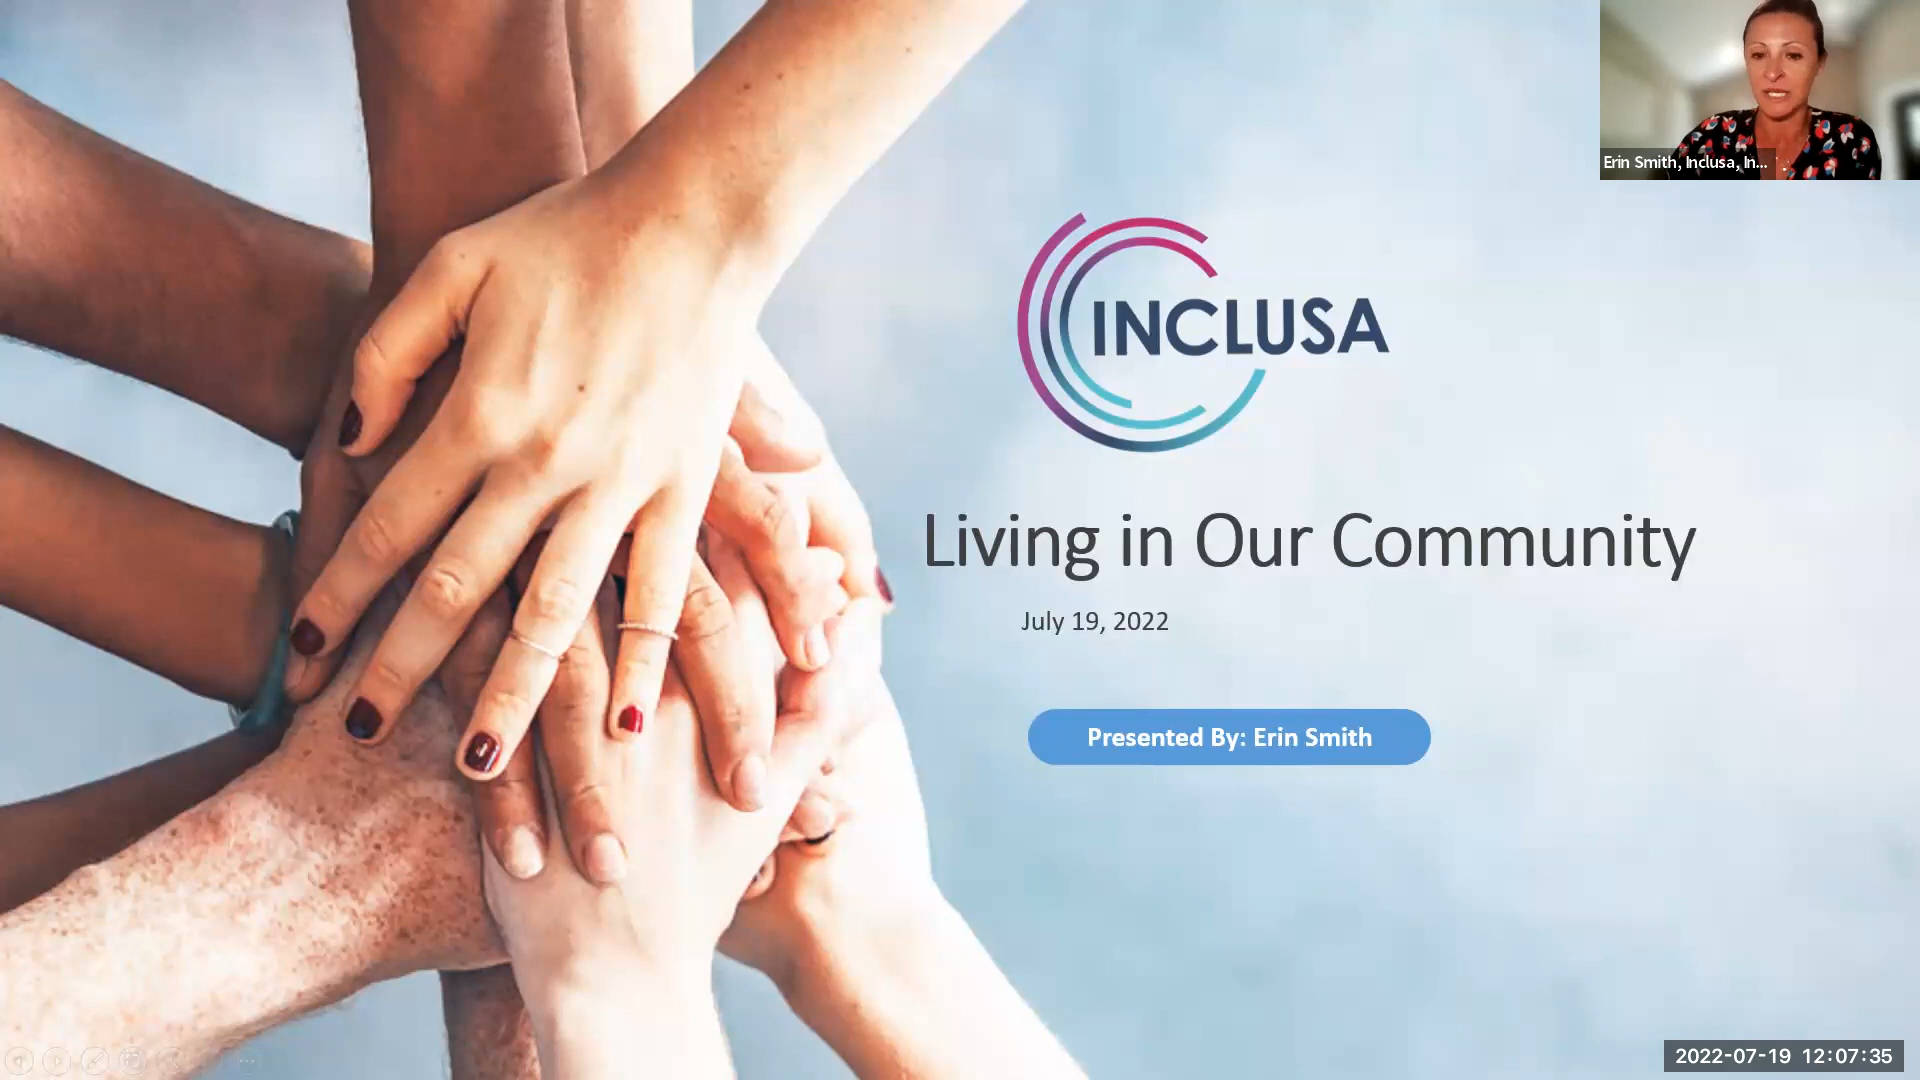 Erin Smith, Inclusa, In...
INCLUSA
Living in Our Community
July 19, 2022
Presented By: Erin Smith
2022-07-19 12:07:35